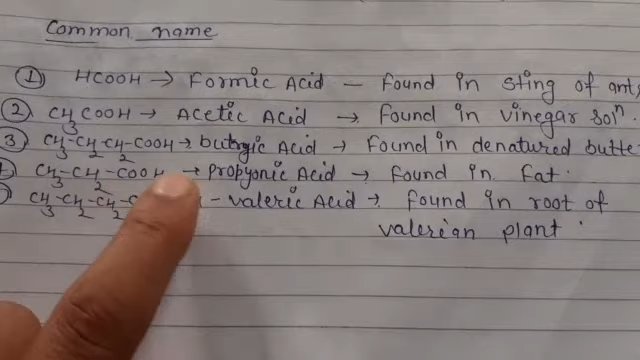 Common name
① HCOOH → Formic Acid — Found in sting of ant,
② CH3COOH → Acetic Acid → Found in vinegar sol^n.
3 CH3-CH2-CH2-COOH → butyric Acid → Found in denatured butte
CH3-CH2-COOH → propyonic Acid → Found in Fat.
CH3-CH2-CH2-C - valeric Acid → Found in root of
valerian plant.